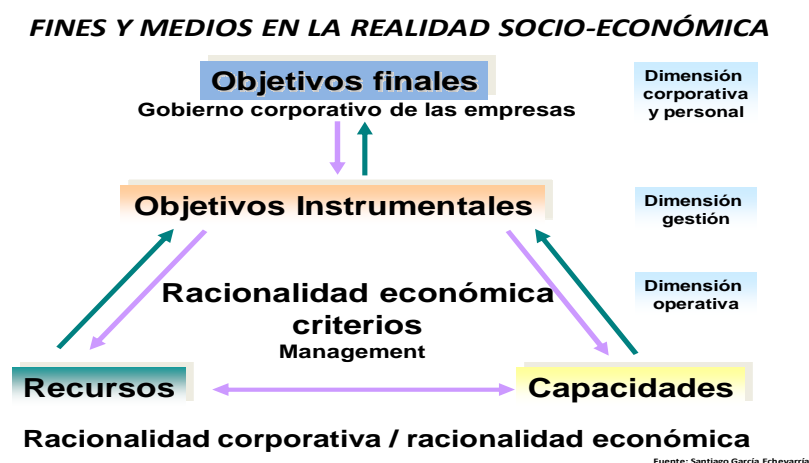 FINES Y MEDIOS EN LA REALIDAD SOCIO-ECONÓMICA
Objetivos finales
Gobierno corporativo de las empresas
Dimensión
corporativa
y personal
Objetivos Instrumentales
Dimensión
gestión
Racionalidad económica
criterios
Management
Dimensión
operativa
Recursos
Capacidades
Racionalidad corporativa / racionalidad económica
Fuente: Santiago García Echevarría